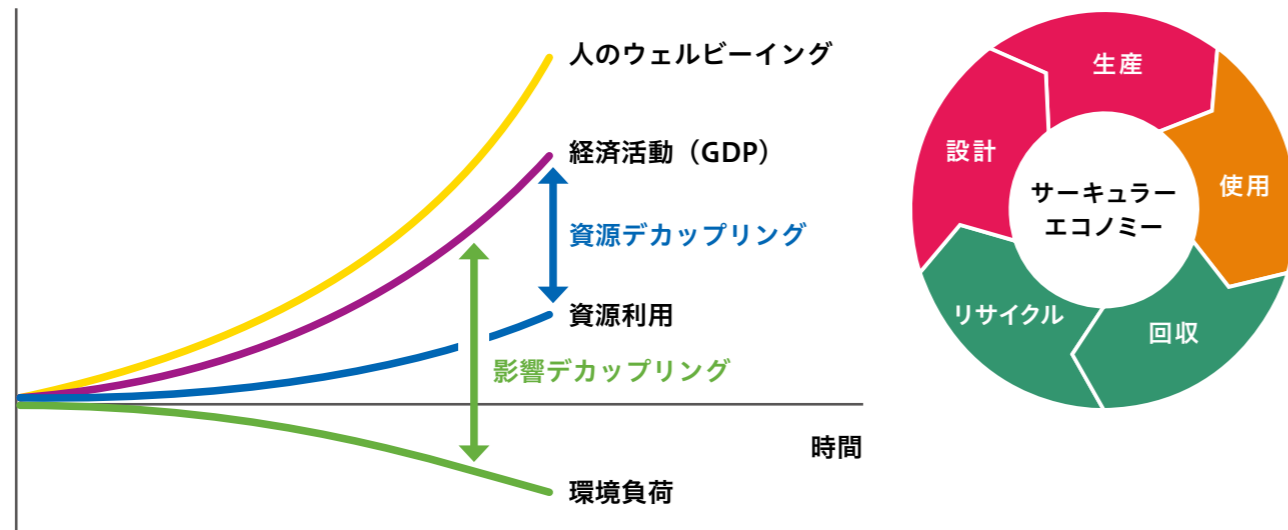 人のウェルビーイング
経済活動（GDP）
資源デカップリング
資源利用
影響デカップリング
時間
環境負荷
生産
設計
使用
サーキュラー
エコノミー
リサイクル
回収